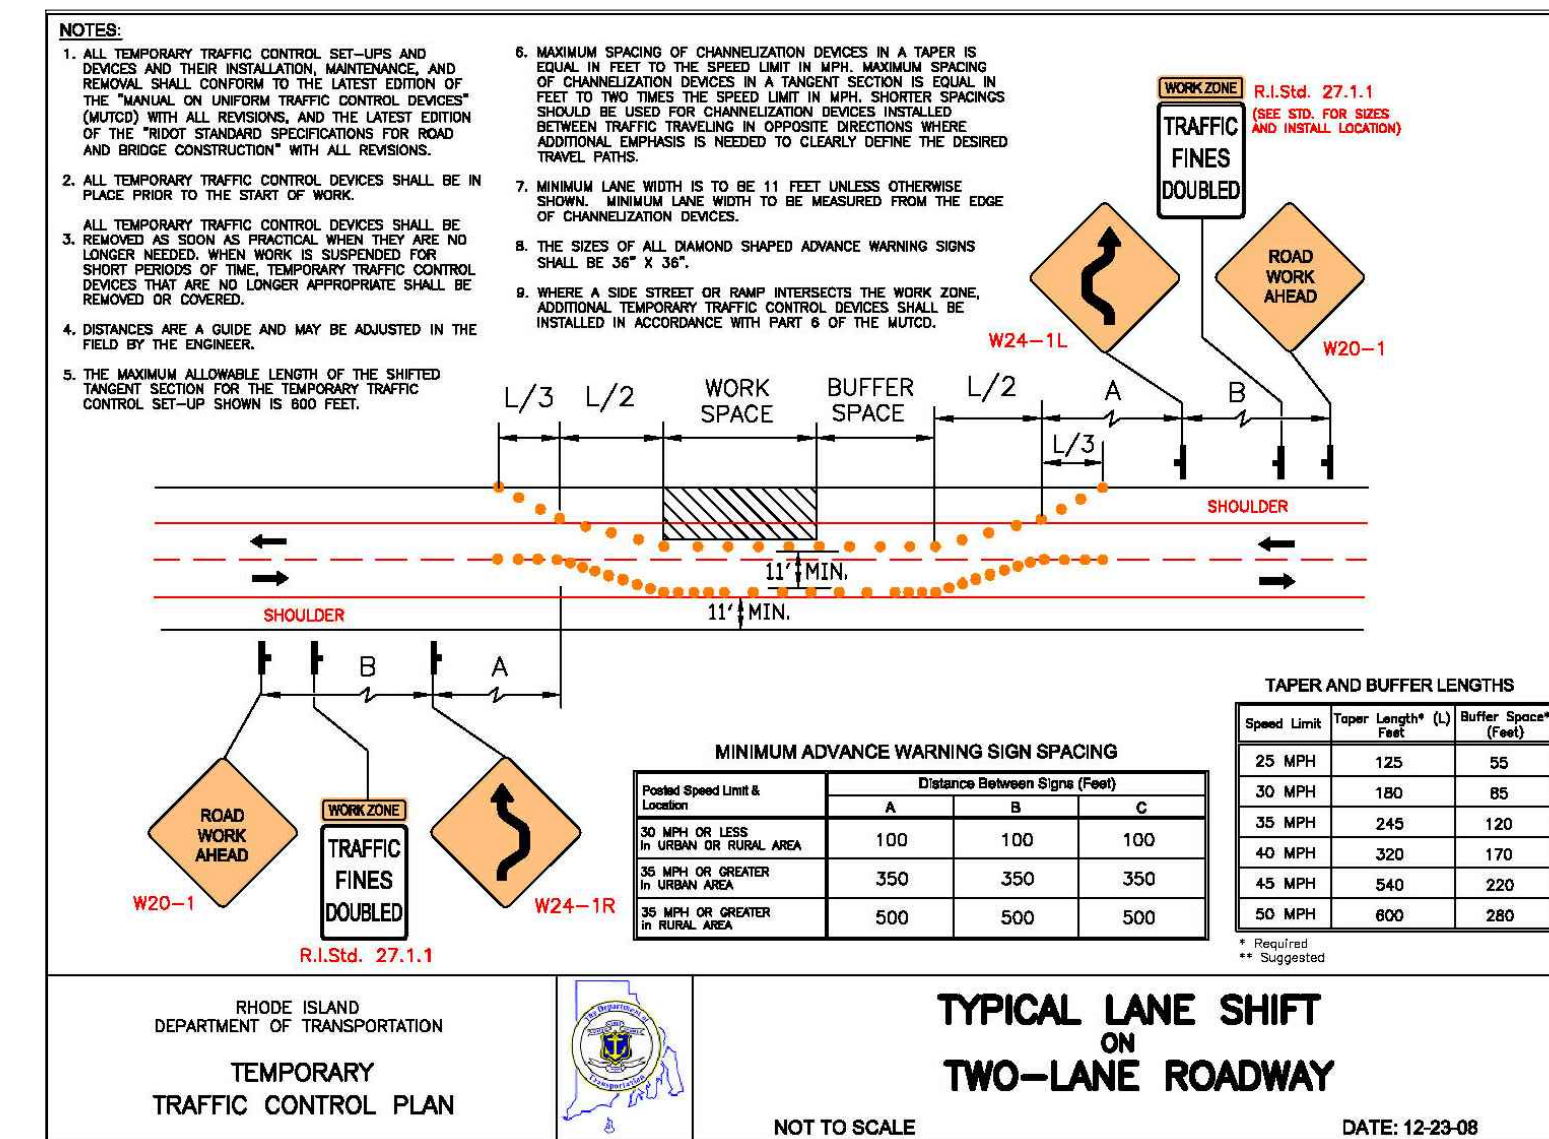 NOTES:
1. ALL TEMPORARY TRAFFIC CONTROL SET-UPS AND
DEVICES AND THEIR INSTALLATION, MAINTENANCE, AND
REMOVAL SHALL CONFORM TO THE LATEST EDITION OF
THE "MANUAL ON UNIFORM TRAFFIC CONTROL DEVICES"
(MUTCD) WITH ALL REVISIONS, AND THE LATEST EDITION
OF THE "RIDOT STANDARD SPECIFICATIONS FOR ROAD
AND BRIDGE CONSTRUCTION" WITH ALL REVISIONS.
2. ALL TEMPORARY TRAFFIC CONTROL DEVICES SHALL BE IN
PLACE PRIOR TO THE START OF WORK.
ALL TEMPORARY TRAFFIC CONTROL DEVICES SHALL BE
3. REMOVED AS SOON AS PRACTICAL WHEN THEY ARE NO
LONGER NEEDED. WHEN WORK IS SUSPENDED FOR
SHORT PERIODS OF TIME, TEMPORARY TRAFFIC CONTROL
DEVICES THAT ARE NO LONGER APPROPRIATE SHALL BE
REMOVED OR COVERED.
4. DISTANCES ARE A GUIDE AND MAY BE ADJUSTED IN THE
FIELD BY THE ENGINEER.
5. THE MAXIMUM ALLOWABLE LENGTH OF THE SHIFTED
TANGENT SECTION FOR THE TEMPORARY TRAFFIC
CONTROL SET-UP SHOWN IS 600 FEET.
6. MAXIMUM SPACING OF CHANNELIZATION DEVICES IN A TAPER IS
EQUAL IN FEET TO THE SPEED LIMIT IN MPH. MAXIMUM SPACING
OF CHANNELIZATION DEVICES IN A TANGENT SECTION IS EQUAL IN
FEET TO TWO TIMES THE SPEED LIMIT IN MPH. SHORTER SPACINGS
SHOULD BE USED FOR CHANNELIZATION DEVICES INSTALLED
BETWEEN TRAFFIC TRAVELING IN OPPOSITE DIRECTIONS WHERE
ADDITIONAL EMPHASIS IS NEEDED TO CLEARLY DEFINE THE DESIRED
TRAVEL PATHS.
7. MINIMUM LANE WIDTH IS TO BE 11 FEET UNLESS OTHERWISE
SHOWN. MINIMUM LANE WIDTH TO BE MEASURED FROM THE EDGE
OF CHANNELIZATION DEVICES.
8. THE SIZES OF ALL DIAMOND SHAPED ADVANCE WARNING SIGNS
SHALL BE 36" X 36".
9. WHERE A SIDE STREET OR RAMP INTERSECTS THE WORK ZONE,
ADDITIONAL TEMPORARY TRAFFIC CONTROL DEVICES SHALL BE
INSTALLED IN ACCORDANCE WITH PART 6 OF THE MUTCD.
WORK ZONE
TRAFFIC
FINES
DOUBLED
R.I.Std. 27.1.1
(SEE STD. FOR SIZES
AND INSTALL LOCATION)
ROAD
WORK
AHEAD
W24-1L
W20-1
L/3 L/2 WORK SPACE BUFFER SPACE L/2 A B
L/3
SHOULDER
11' MIN.
11' MIN.
SHOULDER
B A
ROAD
WORK
AHEAD
W20-1
WORK ZONE
TRAFFIC
FINES
DOUBLED
R.I.Std. 27.1.1
W24-1R
MINIMUM ADVANCE WARNING SIGN SPACING
Posted Speed Limit & Location Distance Between Signs (Feet)
A B C
30 MPH OR LESS in URBAN OR RURAL AREA 100 100 100
35 MPH OR GREATER in URBAN AREA 350 350 350
35 MPH OR GREATER in RURAL AREA 500 500 500
TAPER AND BUFFER LENGTHS
Speed Limit Taper Length* (L) Feet Buffer Space* (Feet)
25 MPH 125 55
30 MPH 180 85
35 MPH 245 120
40 MPH 320 170
45 MPH 540 220
50 MPH 600 280
* Required
** Suggested
RHODE ISLAND
DEPARTMENT OF TRANSPORTATION
TEMPORARY
TRAFFIC CONTROL PLAN
The Department of
Transportation
TYPICAL LANE SHIFT
ON
TWO-LANE ROADWAY
NOT TO SCALE
DATE: 12-23-08